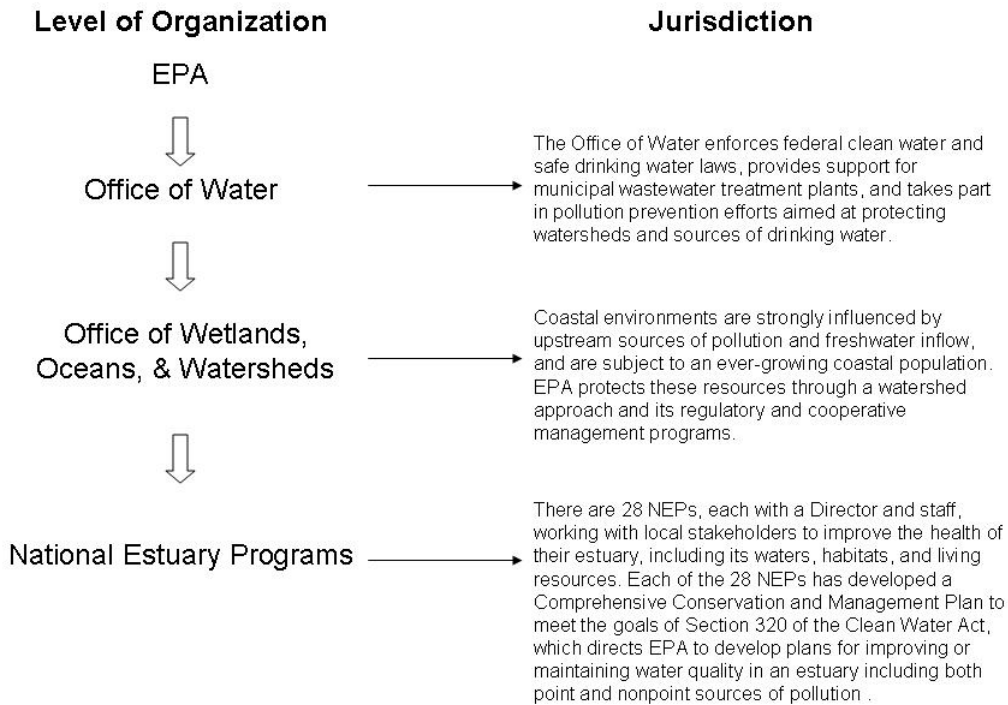 Level of Organization
Jurisdiction
EPA
Office of Water
The Office of Water enforces federal clean water and
safe drinking water laws, provides support for
municipal wastewater treatment plants, and takes part
in pollution prevention efforts aimed at protecting
watersheds and sources of drinking water.
Office of Wetlands,
Oceans, & Watersheds
Coastal environments are strongly influenced by
upstream sources of pollution and freshwater inflow,
and are subject to an ever-growing coastal population.
EPA protects these resources through a watershed
approach and its regulatory and cooperative
management programs.
National Estuary Programs
There are 28 NEPs, each with a Director and staff,
working with local stakeholders to improve the health of
their estuary, including its waters, habitats, and living
resources. Each of the 28 NEPs has developed a
Comprehensive Conservation and Management Plan to
meet the goals of Section 320 of the Clean Water Act,
which directs EPA to develop plans for improving or
maintaining water quality in an estuary including both
point and nonpoint sources of pollution .